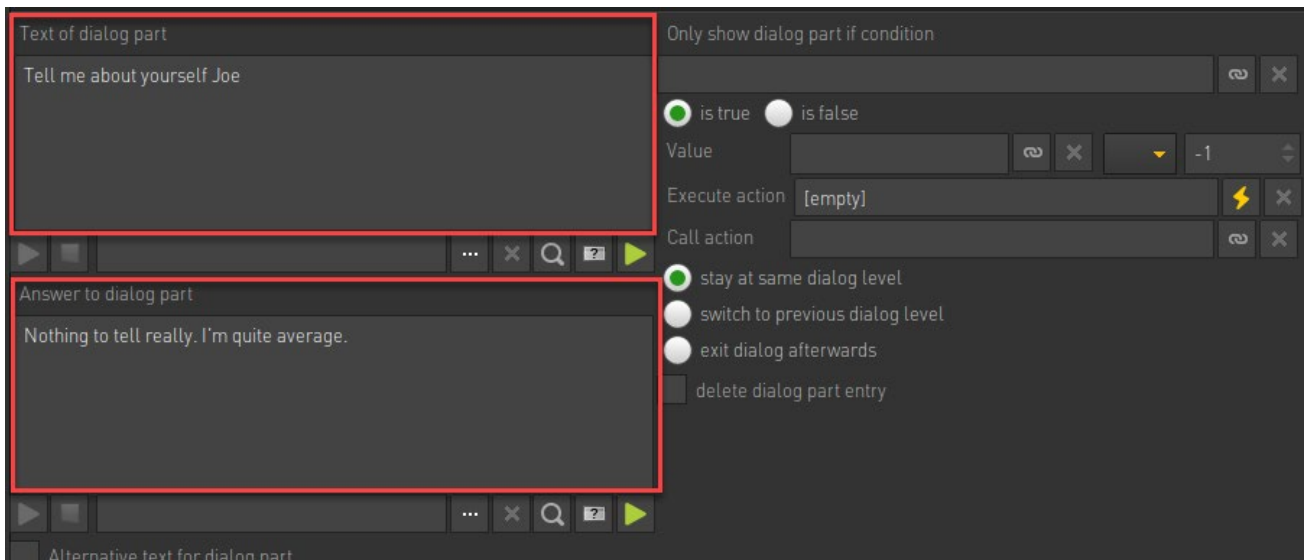 Text of dialog part
Tell me about yourself Joe
...
Answer to dialog part
Nothing to tell really. I'm quite average.
...
Alternative text for dialog part
Only show dialog part if condition
is true is false
Value -1
Execute action [empty]
Call action
stay at same dialog level
switch to previous dialog level
exit dialog afterwards
delete dialog part entry